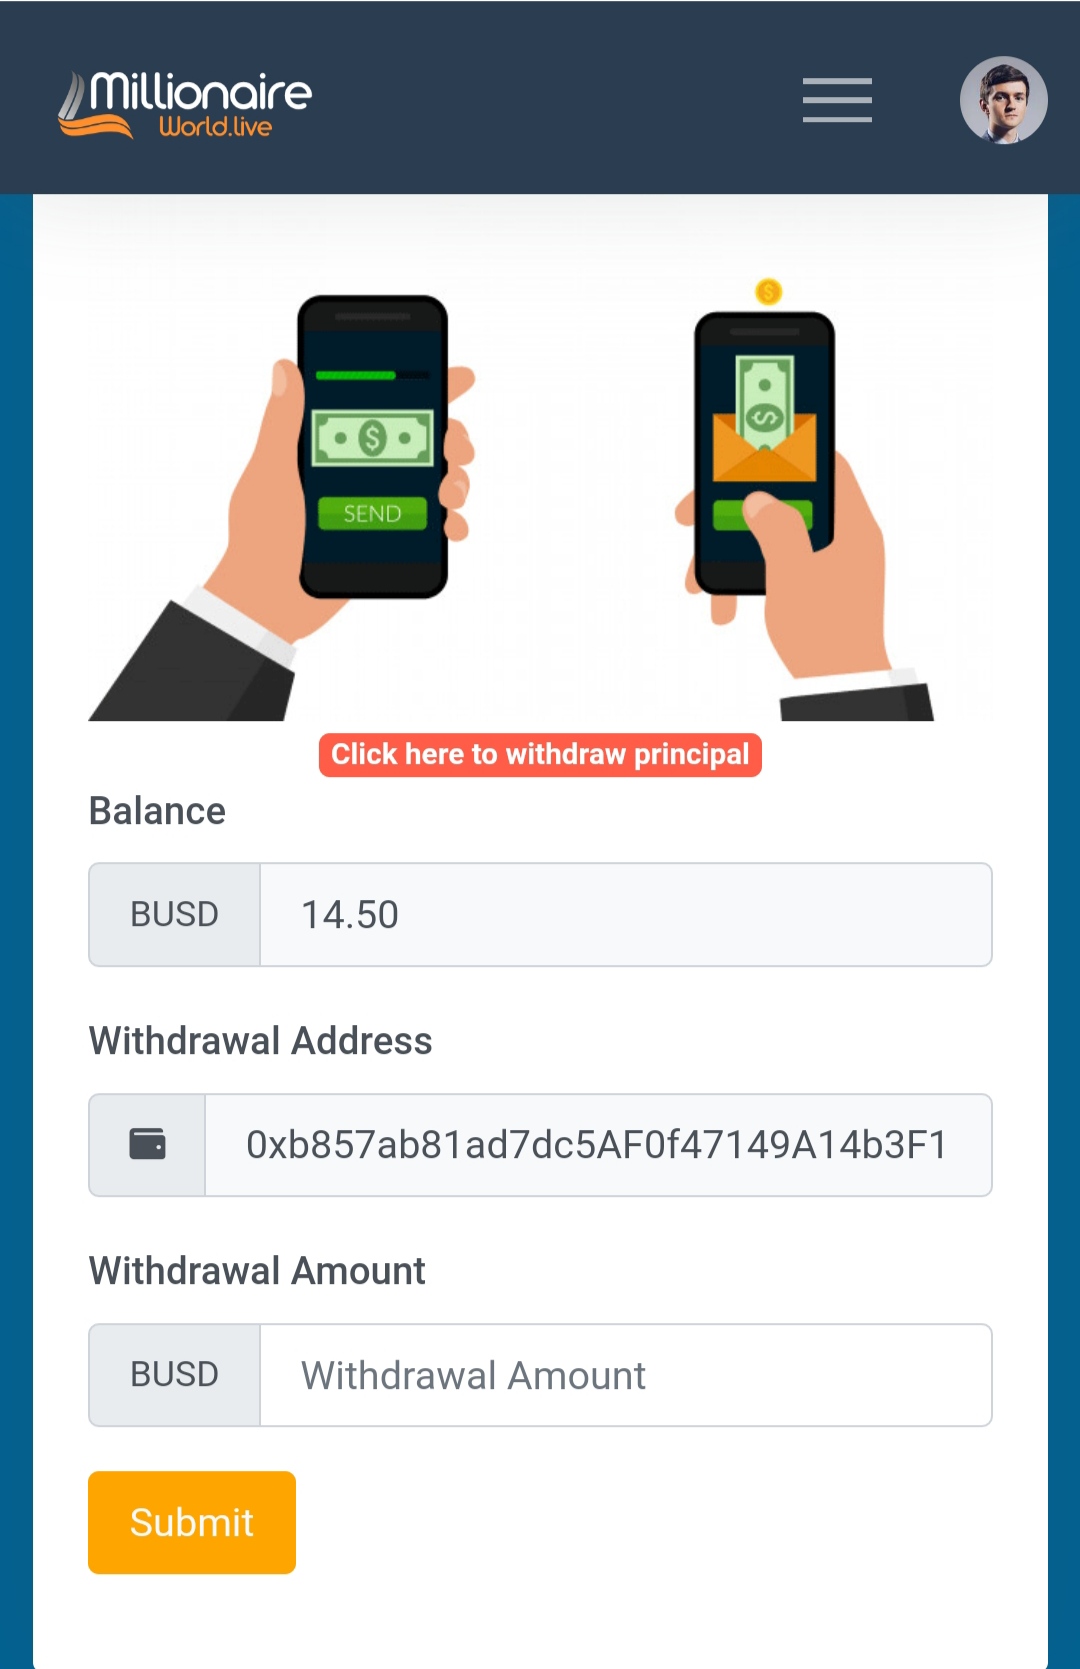 Millionaire
World.live
$
$
$
SEND
Click here to withdraw principal
Balance
BUSD
14.50
Withdrawal Address
0xb857ab81ad7dc5AF0f47149A14b3F1
Withdrawal Amount
BUSD
Withdrawal Amount
Submit